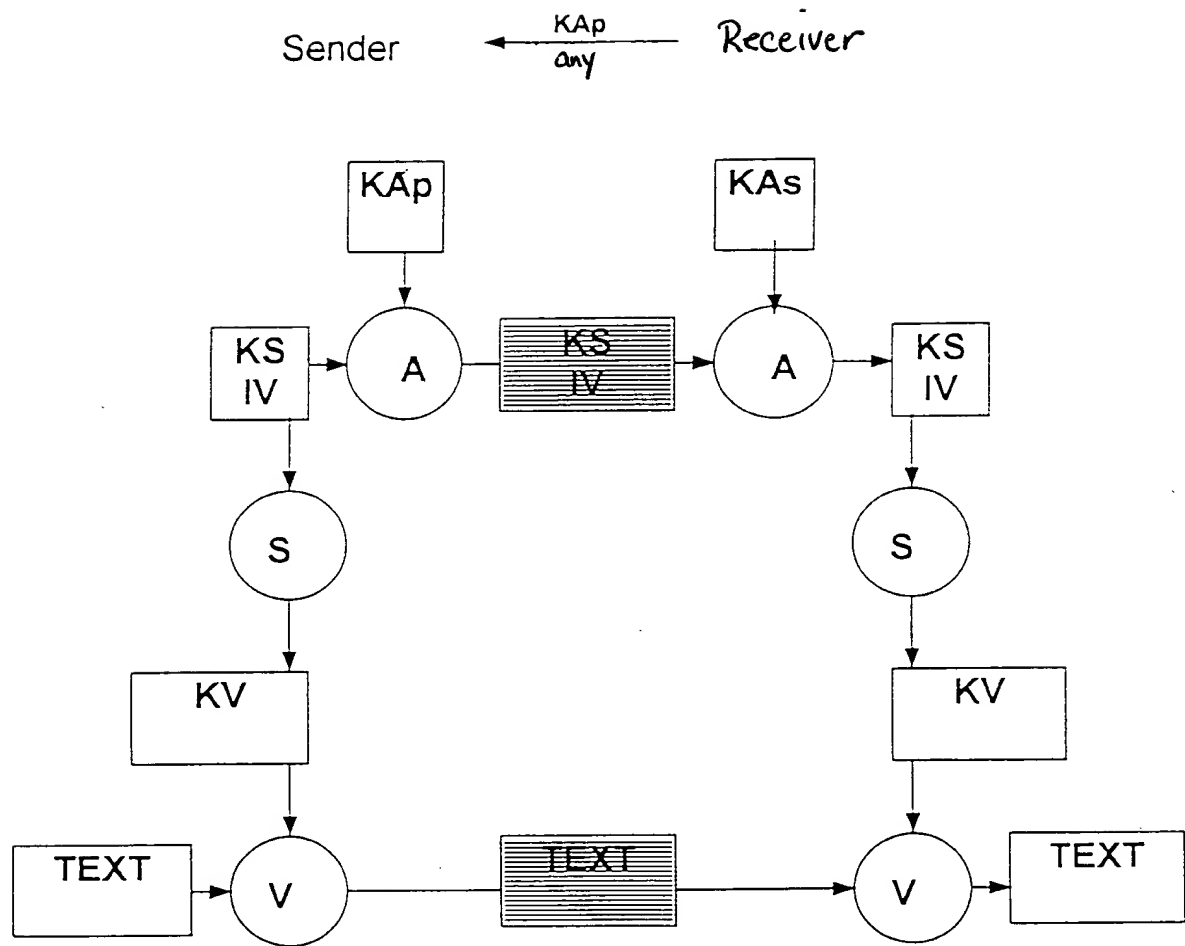 Sender KAp Receiver
any
KAp KAs
KS
IV
A
KS
IV
A
KS
IV
S S
KV KV
TEXT V TEXT V TEXT